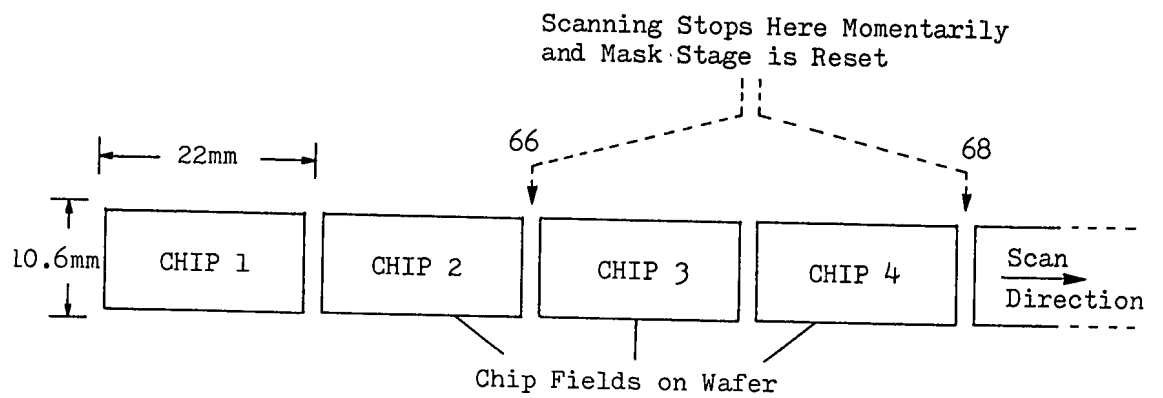 Scanning Stops Here Momentarily
and Mask Stage is Reset
66
68
22mm
10.6mm
CHIP 1
CHIP 2
CHIP 3
CHIP 4
Scan
Direction
Chip Fields on Wafer